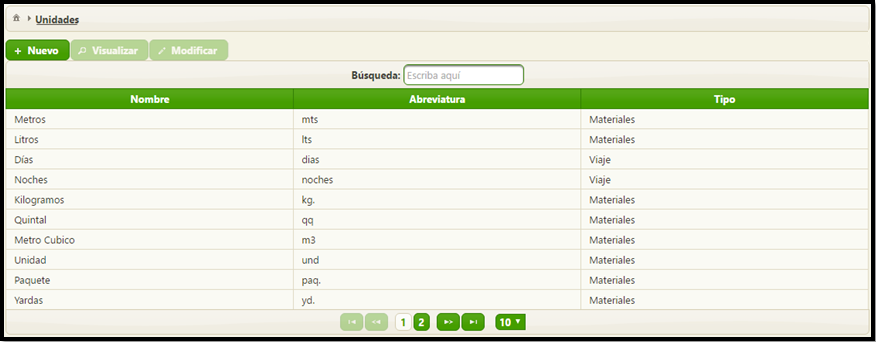 Unidades
Nuevo Visualizar Modificar
Búsqueda: Escriba aquí
Nombre Abreviatura Tipo
Metros mts Materiales
Litros lts Materiales
Días dias Viaje
Noches noches Viaje
Kilogramos kg. Materiales
Quintal qq Materiales
Metro Cubico m3 Materiales
Unidad und Materiales
Paquete paq. Materiales
Yardas yd. Materiales
1 2 10